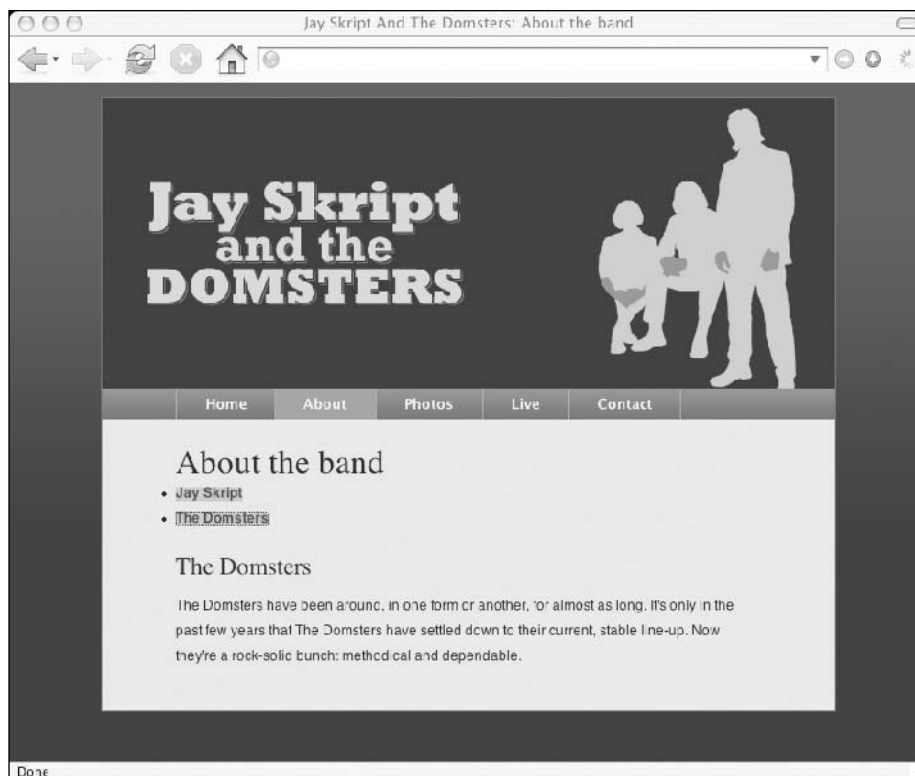 Jay Skript And The Domsters: About the band
Jay Skript
and the
DOMSTERS
Home About Photos Live Contact
About the band
Jay Skript
The Domsters
The Domsters
The Domsters have been around, in one form or another, for almost as long. It's only in the
past few years that The Domsters have settled down to their current, stable line-up. Now
they're a rock-solid bunch: methodical and dependable.
Done